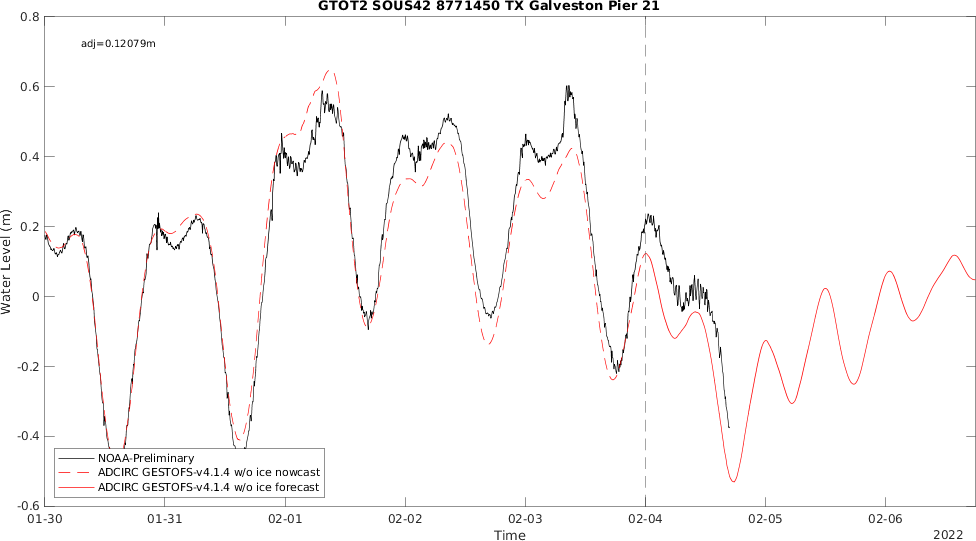 GTOT2 SOUS42 8771450 TX Galveston Pier 21
adj=0.12079m
0.8
0.6
0.4
0.2
0
-0.2
-0.4
-0.6
Water Level (m)
NOAA-Preliminary
ADCIRC GESTOFS-v4.1.4 w/o ice nowcast
ADCIRC GESTOFS-v4.1.4 w/o ice forecast
01-30 01-31 02-01 02-02 02-03 02-04 02-05 02-06
Time
2022